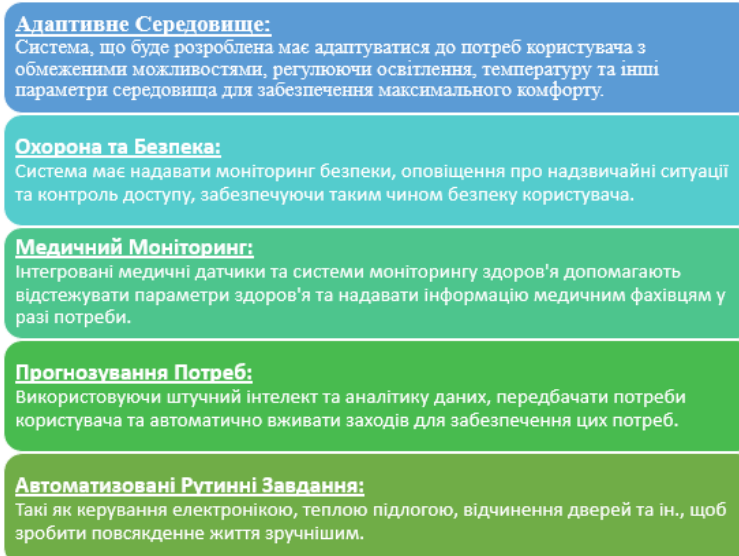 Адаптивне Середовище:
Система, що буде розроблена має адаптуватися до потреб користувача з
обмеженими можливостями, регулюючи освітлення, температуру та інші
параметри середовища для забезпечення максимального комфорту.
Охорона та Безпека:
Система має надавати моніторинг безпеки, оповіщення про надзвичайні ситуації
та контроль доступу, забезпечуючи таким чином безпеку користувача.
Медичний Моніторинг:
Інтегровані медичні датчики та системи моніторингу здоров'я допомагають
відстежувати параметри здоров'я та надавати інформацію медичним фахівцям у
разі потреби.
Прогнозування Потреб:
Використовуючи штучний інтелект та аналітику даних, передбачати потреби
користувача та автоматично вживати заходів для забезпечення цих потреб.
Автоматизовані Рутинні Завдання:
Такі як керування електронікою, теплою підлогою, відчинення дверей та ін., щоб
зробити повсякденне життя зручнішим.